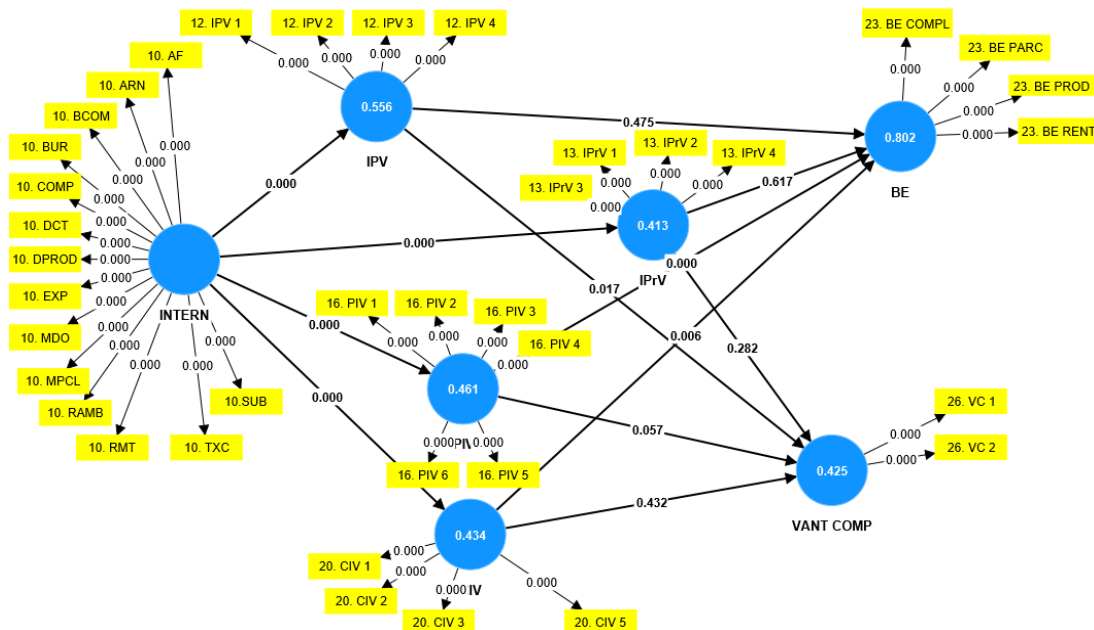 12. IPV 1
12. IPV 2
12. IPV 3
12. IPV 4
0.000
0.000
0.000
0.000
0.556
IPV
10. AF
10. ARN
10. BCOM
10. BUR
10. COMP
10. DCT
10. DPROD
10. EXP
10. MDO
10. MPCL
10. RAMB
10. RMT
10. TXC
10.SUB
0.000
0.000
0.000
0.000
0.000
0.000
0.000
0.000
0.000
0.000
0.000
0.000
0.000
0.000
INTERN
0.000
0.000
0.000
0.000
13. IPrV 1
13. IPrV 2
13. IPrV 4
13. IPrV 3
0.000
0.000
0.000
0.000
0.413
IPrV
16. PIV 1
16. PIV 2
16. PIV 3
16. PIV 4
0.000
0.000
0.000
0.000
0.461
PIV
0.000
0.000
16. PIV 6
16. PIV 5
0.434
IV
20. CIV 1
20. CIV 2
20. CIV 3
20. CIV 5
0.000
0.000
0.000
0.000
0.475
0.617
0.000
0.017
0.006
0.282
0.057
0.432
23. BE COMPL
23. BE PARC
23. BE PROD
23. BE RENT
0.000
0.000
0.000
0.000
0.802
BE
26. VC 1
26. VC 2
0.000
0.000
0.425
VANT COMP